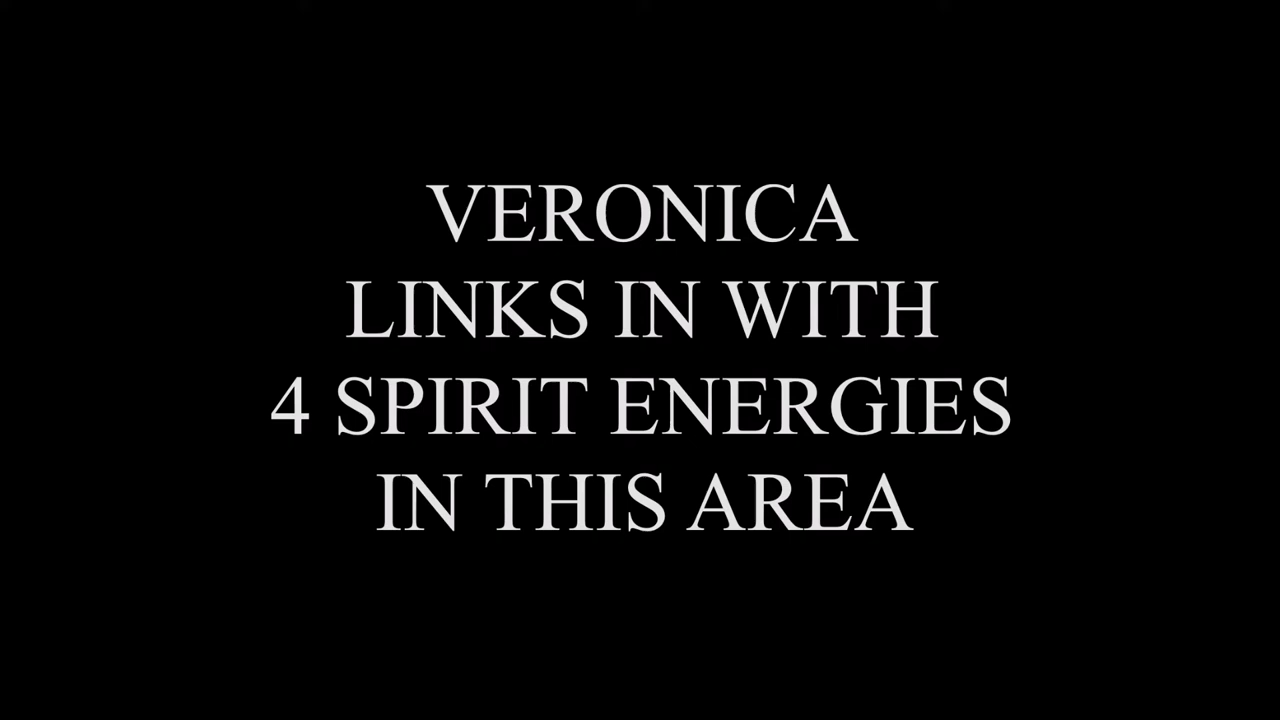 VERONICA
LINKS IN WITH
4 SPIRIT ENERGIES
IN THIS AREA